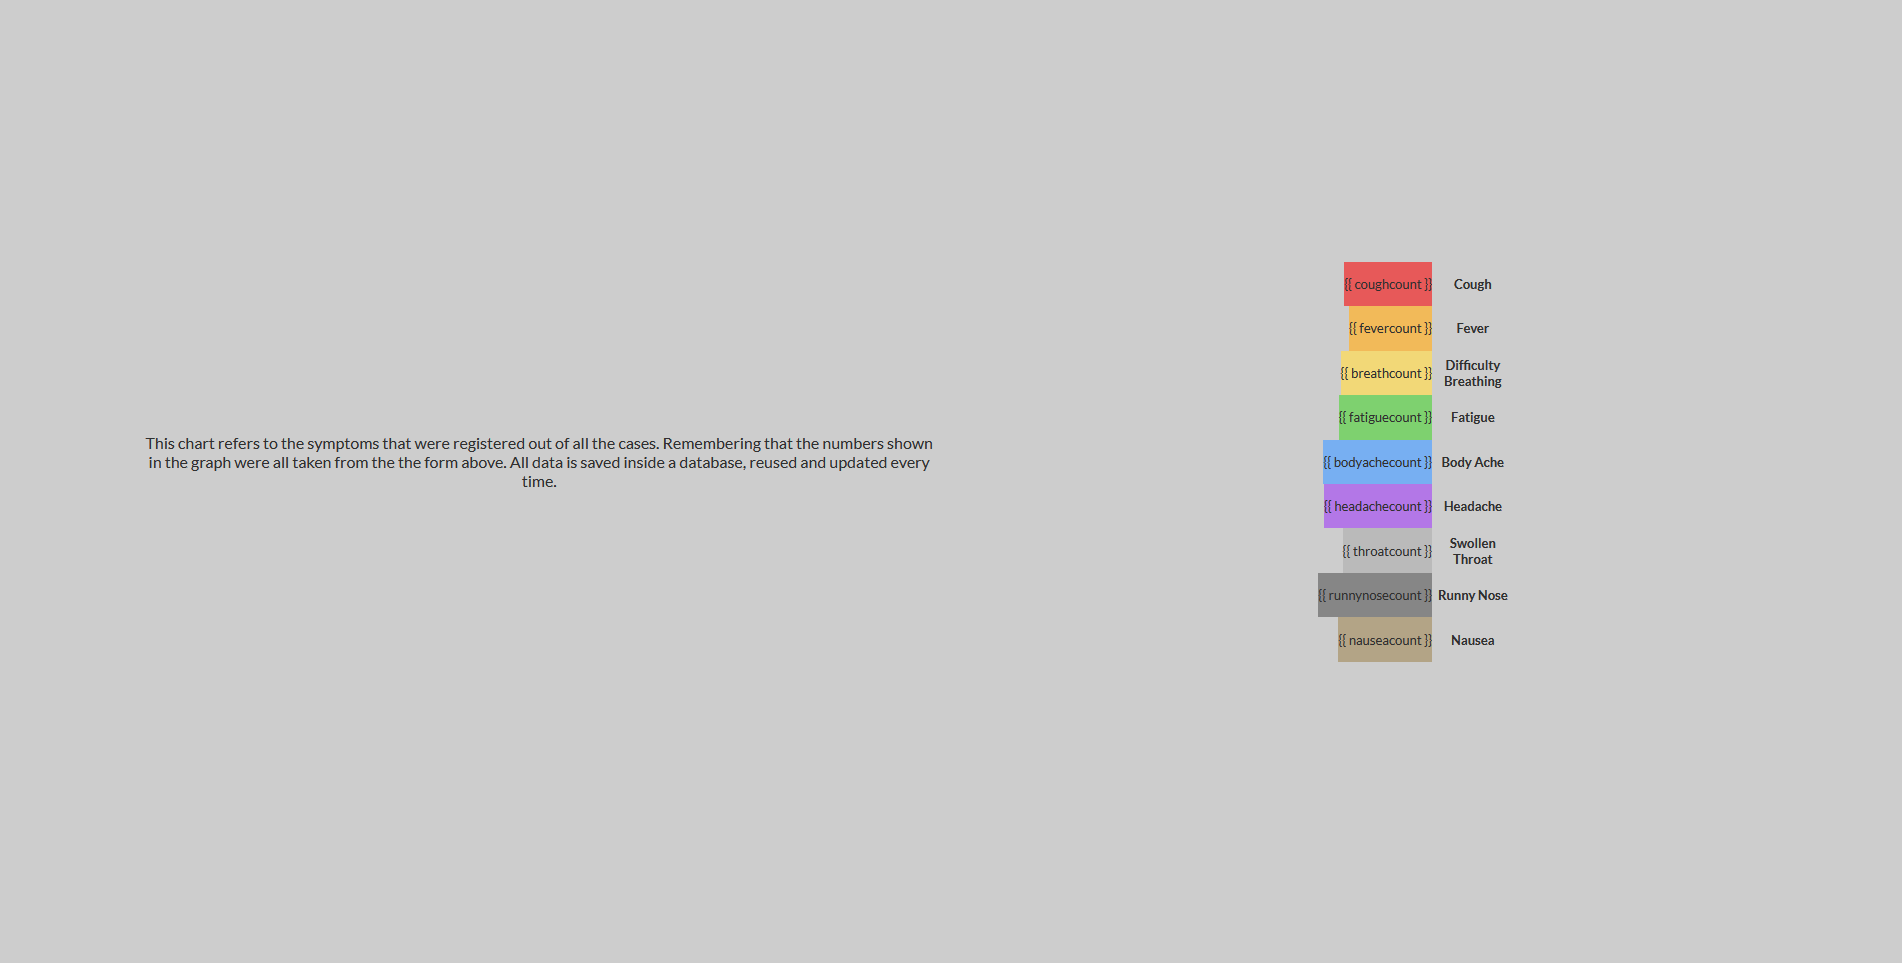 This chart refers to the symptoms that were registered out of all the cases. Remembering that the numbers shown
in the graph were all taken from the the form above. All data is saved inside a database, reused and updated every
time.
{{ coughcount }} Cough
{{ fevercount }} Fever
{{ breathcount }} Difficulty
Breathing
{{ fatiguecount }} Fatigue
{{ bodyachecount }} Body Ache
{{ headachecount }} Headache
{{ throatcount }} Swollen
Throat
{{ runnynosecount }} Runny Nose
{{ nauseacount }} Nausea